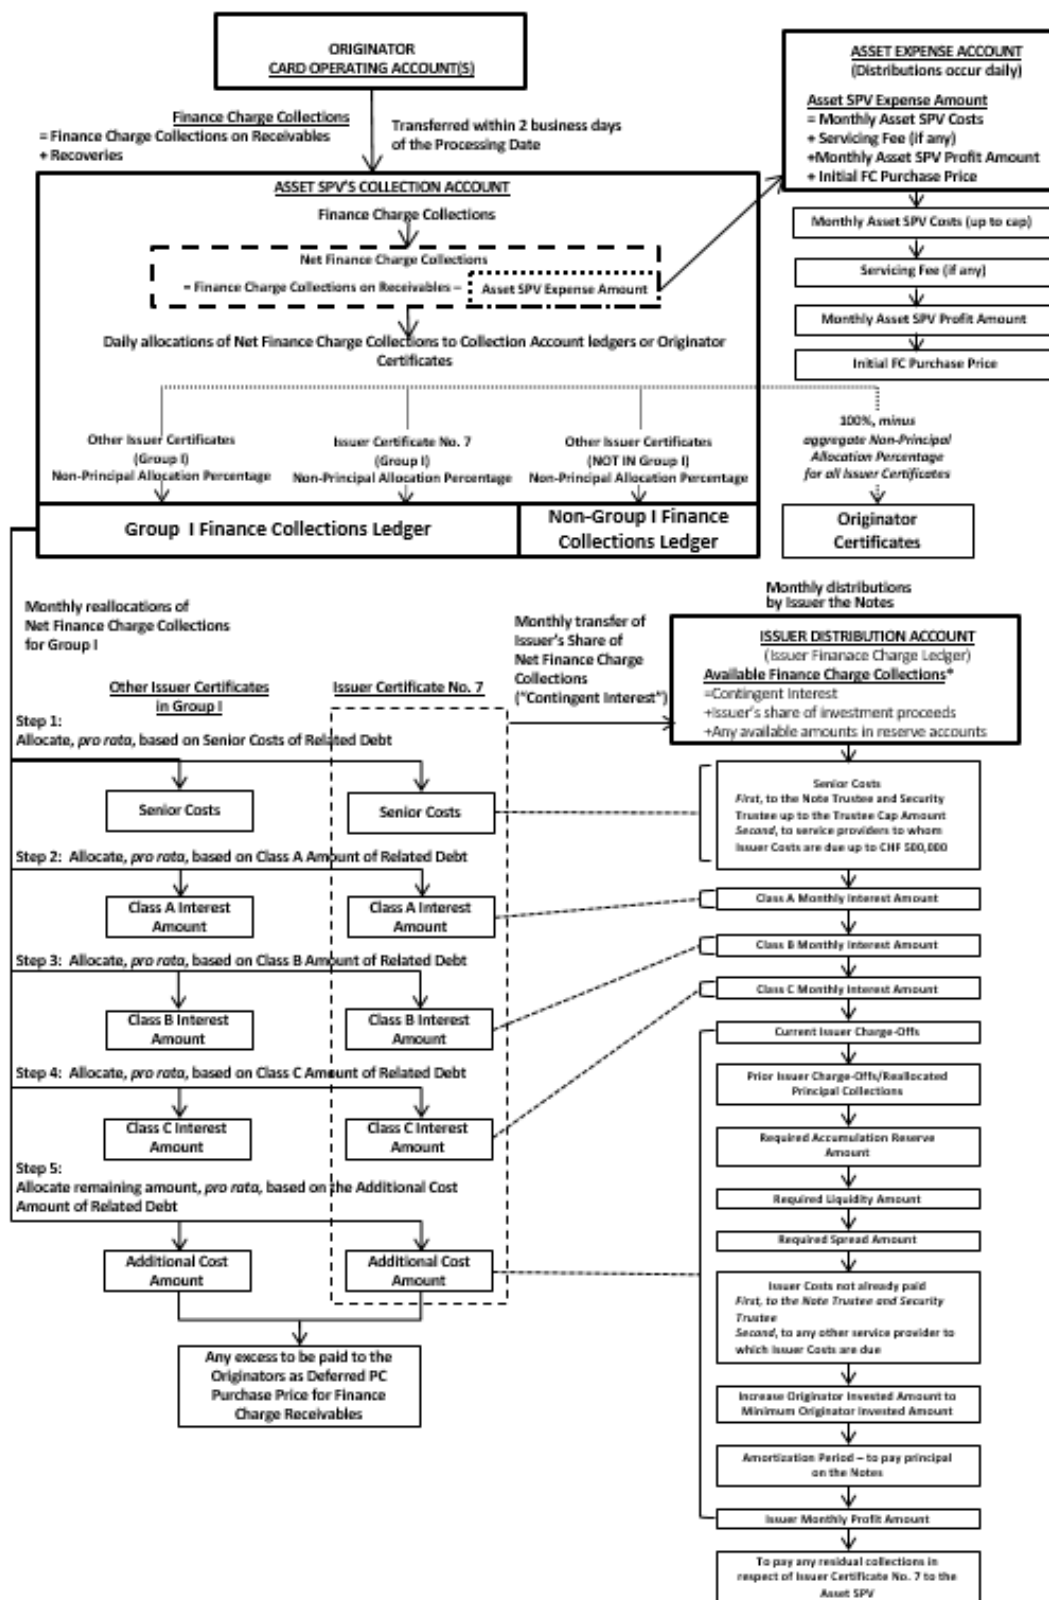 ORIGINATOR
CARD OPERATING ACCOUNT(S)
Finance Charge Collections
= Finance Charge Collections on Receivables
+ Recoveries
Transferred within 2 business days
of the Processing Date
ASSET EXPENSE ACCOUNT
(Distributions occur daily)
Asset SPV Expense Amount
= Monthly Asset SPV Costs
+ Servicing Fee (if any)
+Monthly Asset SPV Profit Amount
+ Initial FC Purchase Price
Monthly Asset SPV Costs (up to cap)
Servicing Fee (if any)
Monthly Asset SPV Profit Amount
Initial FC Purchase Price
ASSET SPV'S COLLECTION ACCOUNT
Finance Charge Collections
Net Finance Charge Collections
= Finance Charge Collections on Receivables –
Asset SPV Expense Amount
Daily allocations of Net Finance Charge Collections to Collection Account ledgers or Originator
Certificates
Other Issuer Certificates
(Group I)
Non-Principal Allocation Percentage
Issuer Certificate No. 7
(Group I)
Non-Principal Allocation Percentage
Other Issuer Certificates
(NOT IN Group I)
Non-Principal Allocation Percentage
100%, minus
aggregate Non-Principal
Allocation Percentage
for all Issuer Certificates
Group I Finance Collections Ledger
Non-Group I Finance
Collections Ledger
Originator
Certificates
Monthly reallocations of
Net Finance Charge Collections
for Group I
Other Issuer Certificates
in Group I
Issuer Certificate No. 7
Step 1:
Allocate, pro rata, based on Senior Costs of Related Debt
Senior Costs
Senior Costs
Step 2: Allocate, pro rata, based on Class A Amount of Related Debt
Class A Interest
Amount
Class A Interest
Amount
Step 3: Allocate, pro rata, based on Class B Amount of Related Debt
Class B Interest
Amount
Class B Interest
Amount
Step 4: Allocate, pro rata, based on Class C Amount of Related Debt
Class C Interest
Amount
Class C Interest
Amount
Step 5:
Allocate remaining amount, pro rata, based on the Additional Cost
Amount of Related Debt
Additional Cost
Amount
Additional Cost
Amount
Any excess to be paid to the
Originators as Deferred PC
Purchase Price for Finance
Charge Receivables
Monthly transfer of
Issuer's Share of
Net Finance Charge
Collections
("Contingent Interest")
Monthly distributions
by Issuer the Notes
ISSUER DISTRIBUTION ACCOUNT
(Issuer Finanace Charge Ledger)
Available Finance Charge Collections*
=Contingent Interest
+Issuer's share of investment proceeds
+Any available amounts in reserve accounts
Senior Costs
First, to the Note Trustee and Security
Trustee up to the Trustee Cap Amount
Second, to service providers to whom
Issuer Costs are due up to CHF 500,000
Class A Monthly Interest Amount
Class B Monthly Interest Amount
Class C Monthly Interest Amount
Current Issuer Charge-Offs
Prior Issuer Charge-Offs/Reallocated
Principal Collections
Required Accumulation Reserve
Amount
Required Liquidity Amount
Required Spread Amount
Issuer Costs not already paid
First, to the Note Trustee and Security
Trustee
Second, to any other service provider to
which Issuer Costs are due
Increase Originator Invested Amount to
Minimum Originator Invested Amount
Amortization Period – to pay principal
on the Notes
Issuer Monthly Profit Amount
To pay any residual collections in
respect of Issuer Certificate No. 7 to the
Asset SPV